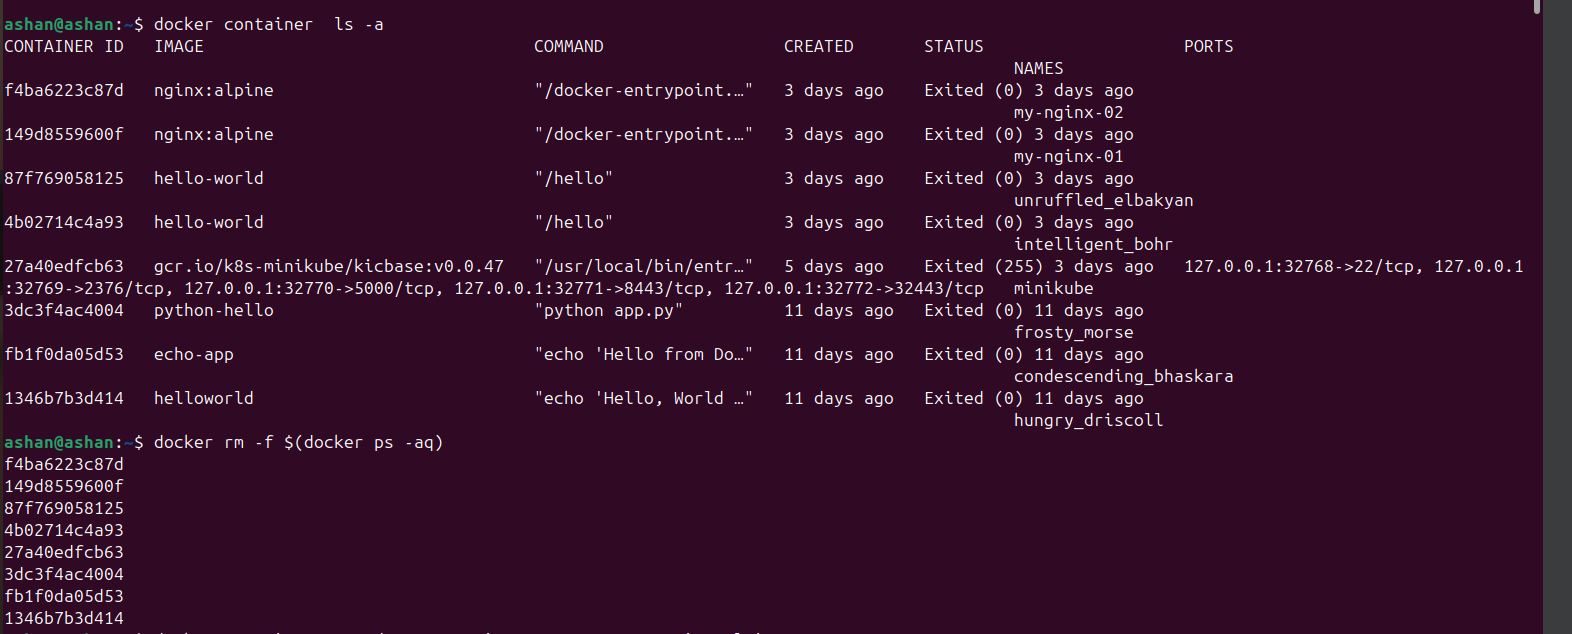 ashan@ashan:~$ docker container  ls -a
CONTAINER ID   IMAGE                                 COMMAND                  CREATED       STATUS                    PORTS
                                                                                                     NAMES
f4ba6223c87d   nginx:alpine                          "/docker-entrypoint.…"   3 days ago    Exited (0) 3 days ago
                                                                                                     my-nginx-02
149d8559600f   nginx:alpine                          "/docker-entrypoint.…"   3 days ago    Exited (0) 3 days ago
                                                                                                     my-nginx-01
87f769058125   hello-world                           "/hello"                 3 days ago    Exited (0) 3 days ago
                                                                                                     unruffled_elbakyan
4b02714c4a93   hello-world                           "/hello"                 3 days ago    Exited (0) 3 days ago
                                                                                                     intelligent_bohr
27a40edfcb63   gcr.io/k8s-minikube/kicbase:v0.0.47   "/usr/local/bin/entr…"   5 days ago    Exited (255) 3 days ago   127.0.0.1:32768->22/tcp, 127.0.0.1
:32769->2376/tcp, 127.0.0.1:32770->5000/tcp, 127.0.0.1:32771->8443/tcp, 127.0.0.1:32772->32443/tcp   minikube
3dc3f4ac4004   python-hello                          "python app.py"          11 days ago   Exited (0) 11 days ago
                                                                                                     frosty_morse
fb1f0da05d53   echo-app                              "echo 'Hello from Do…"   11 days ago   Exited (0) 11 days ago
                                                                                                     condescending_bhaskara
1346b7b3d414   helloworld                            "echo 'Hello, World …"   11 days ago   Exited (0) 11 days ago
                                                                                                     hungry_driscoll
ashan@ashan:~$ docker rm -f $(docker ps -aq)
f4ba6223c87d
149d8559600f
87f769058125
4b02714c4a93
27a40edfcb63
3dc3f4ac4004
fb1f0da05d53
1346b7b3d414